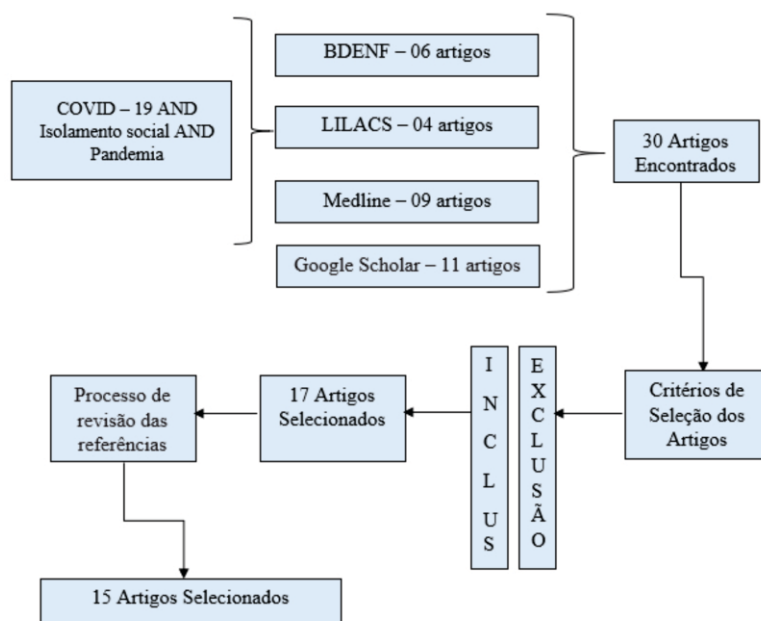 COVID – 19 AND
Isolamento social AND
Pandemia
BDENF – 06 artigos
LILACS – 04 artigos
Medline – 09 artigos
Google Scholar – 11 artigos
30 Artigos
Encontrados
Critérios de
Seleção dos
Artigos
EXCLUSÃO
INCLUS
17 Artigos
Selecionados
Processo de
revisão das
referências
15 Artigos Selecionados